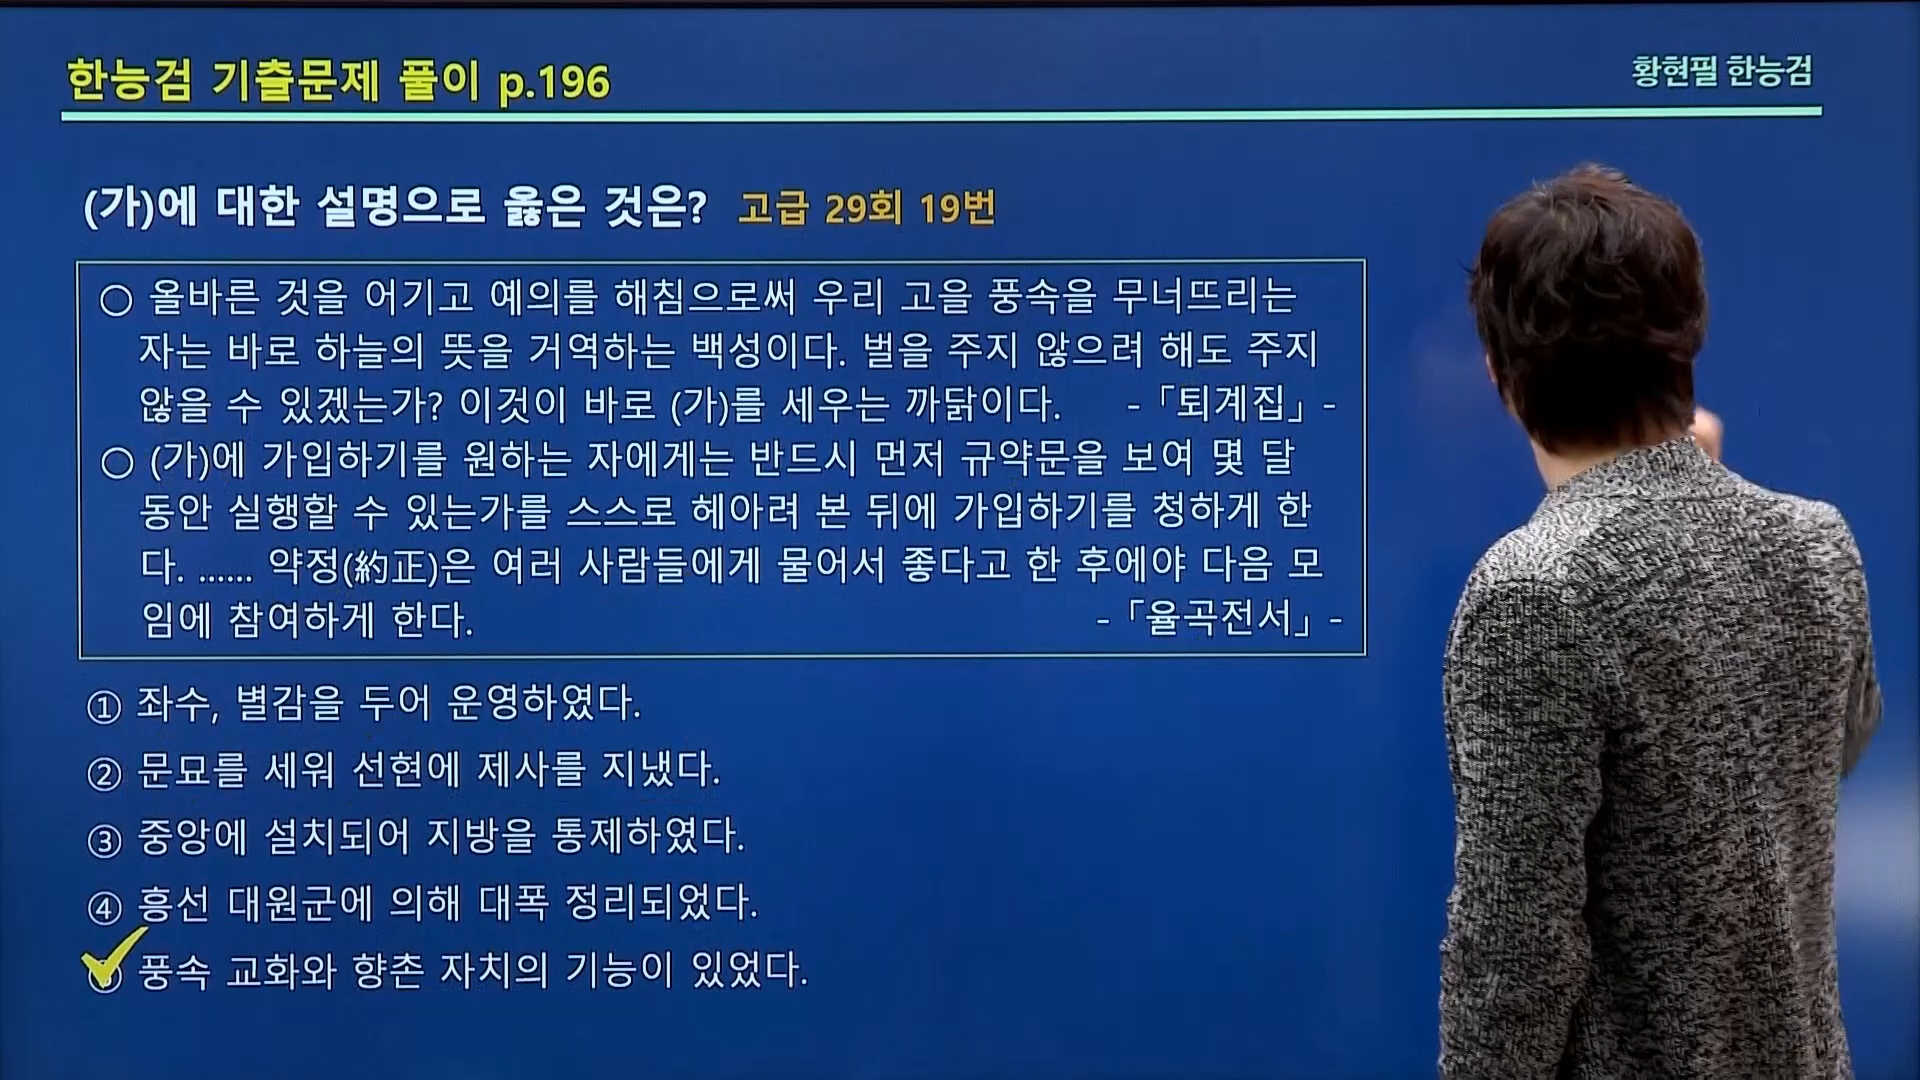 한능검 기출문제 풀이 p.196
황현필 한능검
(가)에 대한 설명으로 옳은 것은? 고급 29회 19번
○ 올바른 것을 어기고 예의를 해침으로써 우리 고을 풍속을 무너뜨리는
자는 바로 하늘의 뜻을 거역하는 백성이다. 벌을 주지 않으려 해도 주지
않을 수 있겠는가? 이것이 바로 (가)를 세우는 까닭이다. -「퇴계집」-
○ (가)에 가입하기를 원하는 자에게는 반드시 먼저 규약문을 보여 몇 달
동안 실행할 수 있는가를 스스로 헤아려 본 뒤에 가입하기를 청하게 한
다. …… 약정(約正)은 여러 사람들에게 물어서 좋다고 한 후에야 다음 모
임에 참여하게 한다. -「율곡전서」-
① 좌수, 별감을 두어 운영하였다.
② 문묘를 세워 선현에 제사를 지냈다.
③ 중앙에 설치되어 지방을 통제하였다.
④ 흥선 대원군에 의해 대폭 정리되었다.
⑤ 풍속 교화와 향촌 자치의 기능이 있었다.